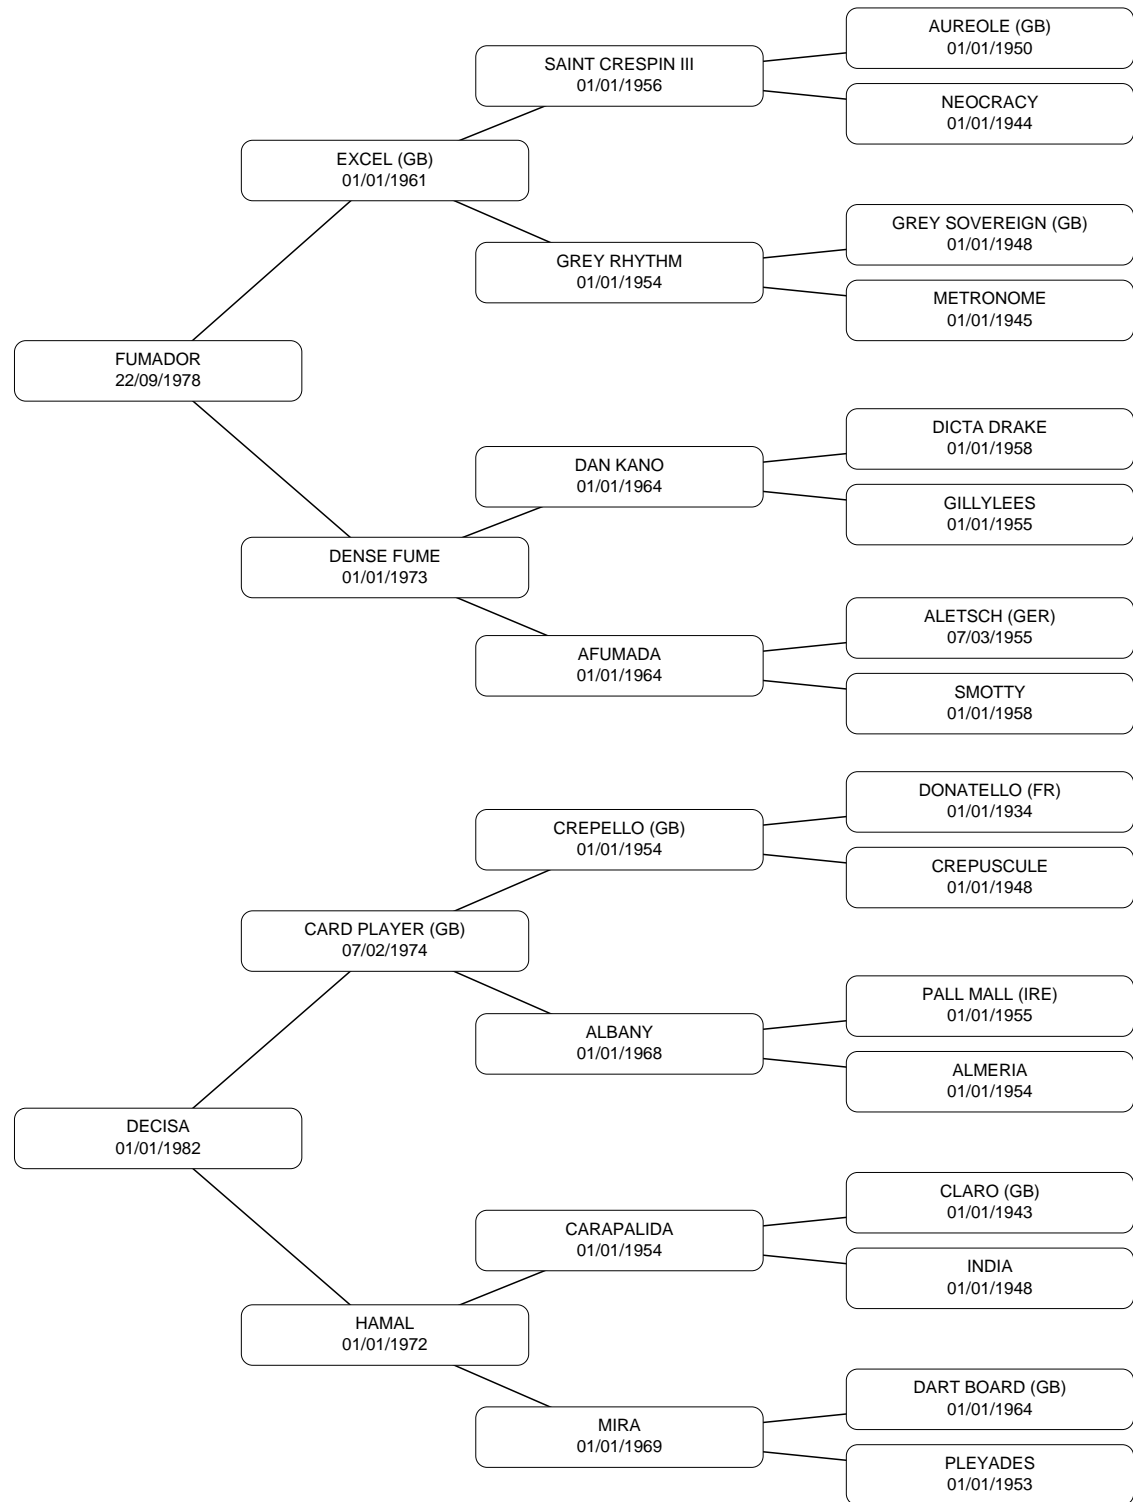 AUREOLE (GB)
01/01/1950
SAINT CRESPIN III
01/01/1956
NEOCRACY
01/01/1944
EXCEL (GB)
01/01/1961
GREY SOVEREIGN (GB)
01/01/1948
GREY RHYTHM
01/01/1954
METRONOME
01/01/1945
FUMADOR
22/09/1978
DICTA DRAKE
01/01/1958
DAN KANO
01/01/1964
GILLYLEES
01/01/1955
DENSE FUME
01/01/1973
ALETSCH (GER)
07/03/1955
AFUMADA
01/01/1964
SMOTTY
01/01/1958
DONATELLO (FR)
01/01/1934
CREPELLO (GB)
01/01/1954
CREPUSCULE
01/01/1948
CARD PLAYER (GB)
07/02/1974
PALL MALL (IRE)
01/01/1955
ALBANY
01/01/1968
ALMERIA
01/01/1954
DECISA
01/01/1982
CLARO (GB)
01/01/1943
CARAPALIDA
01/01/1954
INDIA
01/01/1948
HAMAL
01/01/1972
DART BOARD (GB)
01/01/1964
MIRA
01/01/1969
PLEYADES
01/01/1953